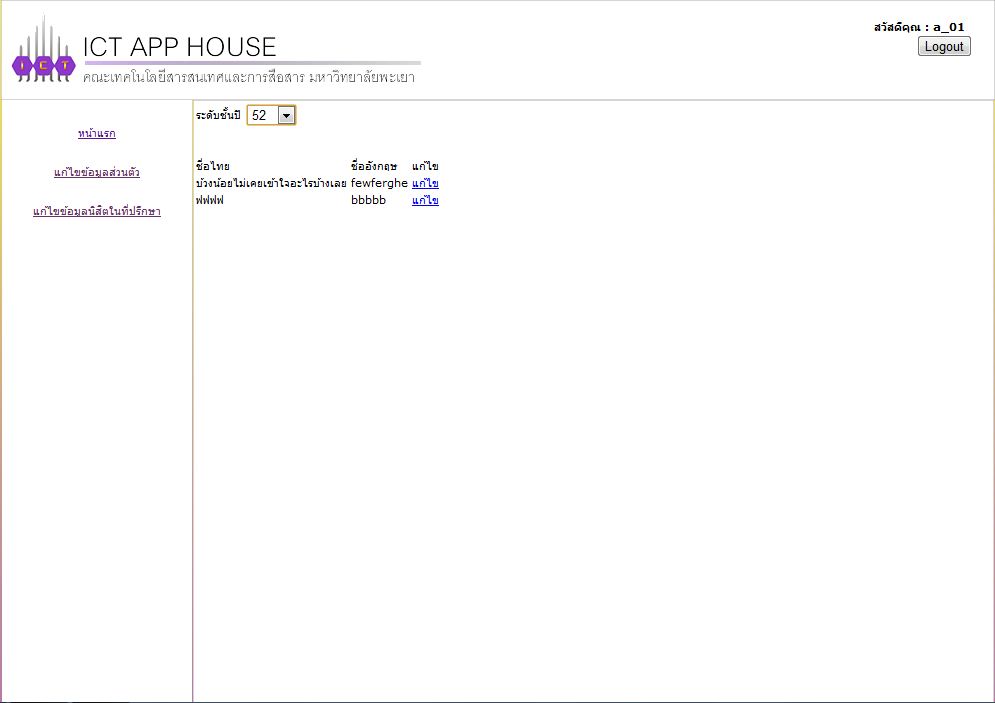 ICT APP HOUSE
คณะเทคโนโลยีสารสนเทศและการสื่อสาร มหาวิทยาลัยพะเยา
I C T
สวัสดีคุณ : a_01
Logout
หน้าแรก
แก้ไขข้อมูลส่วนตัว
แก้ไขข้อมูลนิสิตในที่ปรึกษา
ระดับชั้นปี 52
ชื่อไทย ชื่ออังกฤษ แก้ไข
บ๋วงน้อยไม่เคยเข้าใจอะไรบ้างเลย fewferghe แก้ไข
ฟฟฟฟ bbbbb แก้ไข